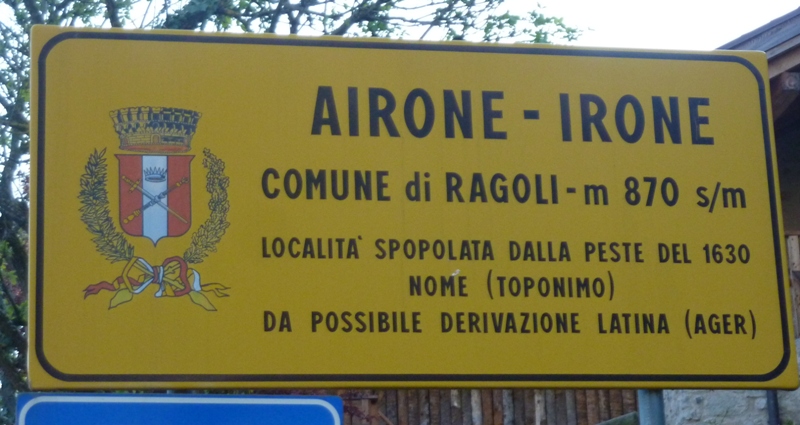 AIRONE - IRONE
COMUNE di RAGOLI - m 870 s/m
LOCALITA' SPOPOLATA DALLA PESTE DEL 1630
NOME (TOPONIMO)
DA POSSIBILE DERIVAZIONE LATINA (AGER)